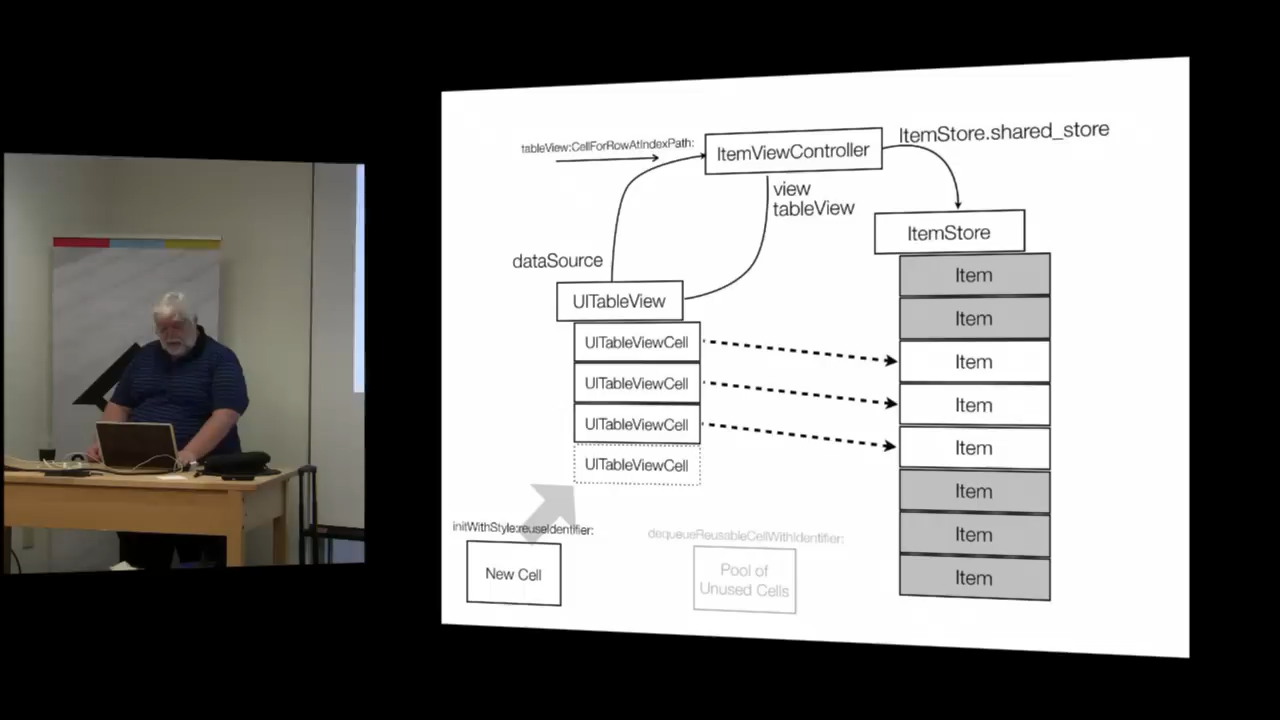 tableView:CellForRowAtIndexPath:
ItemViewController
ItemStore.shared_store
view
tableView
ItemStore
dataSource
UITableView
UITableViewCell
UITableViewCell
UITableViewCell
UITableViewCell
Item
Item
Item
Item
Item
Item
Item
Item
initWithStyle:reuseIdentifier:
New Cell
dequeueReusableCellWithIdentifier:
Pool of
Unused Cells